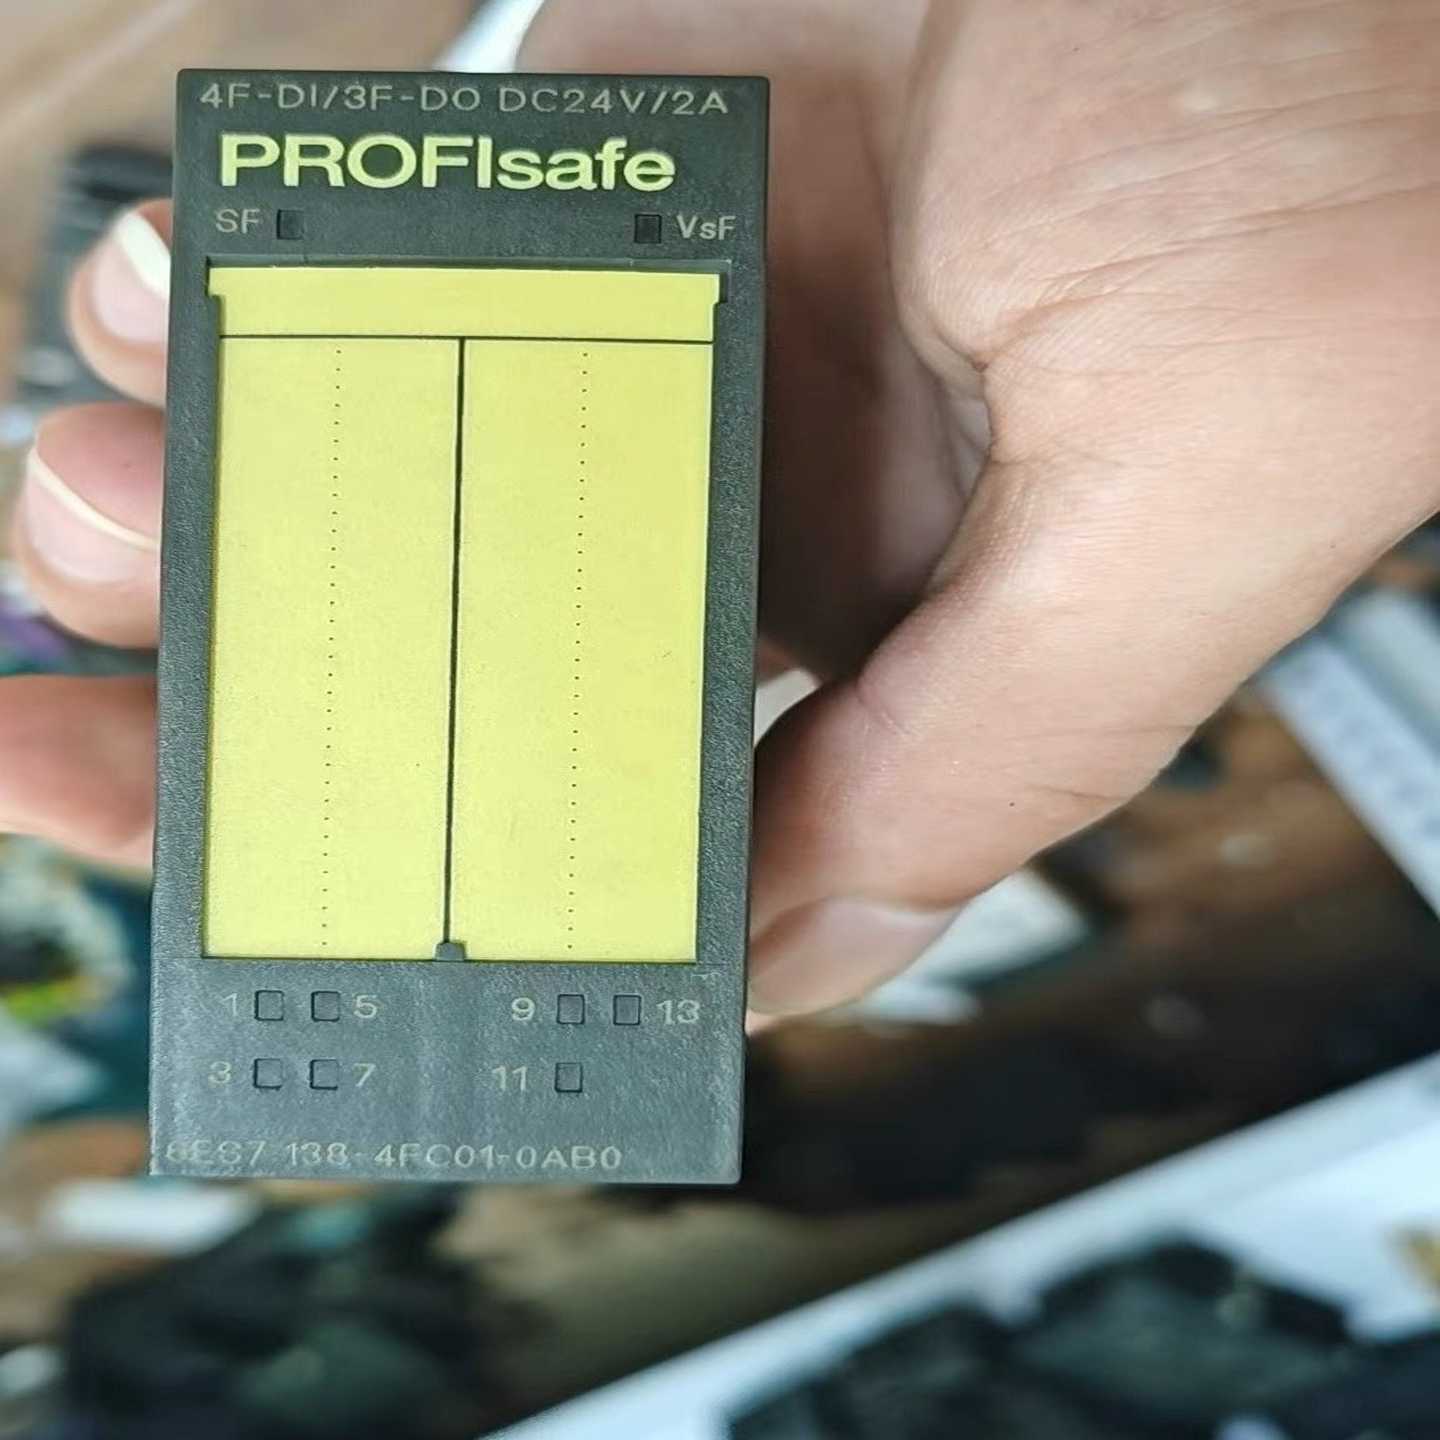 4F-DI/3F-DO DC24V/2A
PROFIsafe
SF VsF
1 5 9 13
3 7 11
6ES7 138-4FC01-0AB0